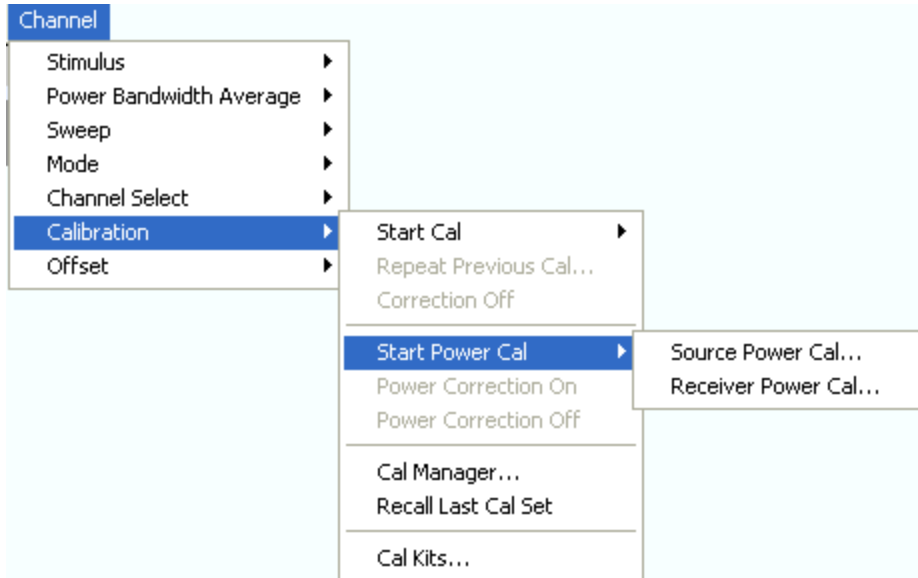 Channel
Stimulus
Power Bandwidth Average
Sweep
Mode
Channel Select
Calibration
Offset
Start Cal
Repeat Previous Cal...
Correction Off
Start Power Cal
Power Correction On
Power Correction Off
Cal Manager...
Recall Last Cal Set
Cal Kits...
Source Power Cal...
Receiver Power Cal...